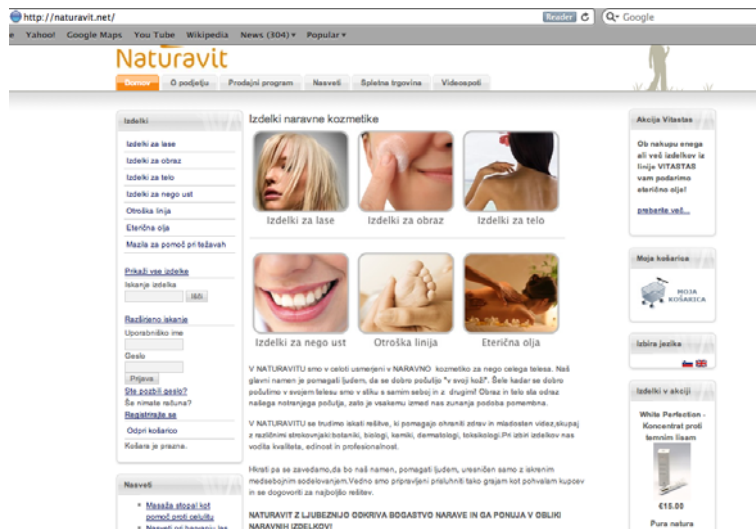 http://naturavit.net/
Reader
Google
Yahoo!
Google Maps
You Tube
Wikipedia
News (304)
Popular
Naturavit
Domov
O podjetju
Prodajni program
Nasveti
Spletna trgovina
Videospoti
Izdelki
Izdelki za lase
Izdelki za obraz
Izdelki za telo
Izdelki za nego ust
Otroška linija
Eterična olja
Mazila za pomoč pri težavah
Prikaži vse izdelke
Iskanje izdelka
Išči
Razširjeno iskanje
Uporabniško ime
Geslo
Prijava
Ste pozbili geslo?
Še nimate računa?
Registrirajte se
Odpri košarico
Košara je prazna.
Nasveti
Masaža stopal kot
pomoč proti celulitu
Nasveti pri barvanju las
Izdelki naravne kozmetike
Izdelki za lase
Izdelki za obraz
Izdelki za telo
Izdelki za nego ust
Otroška linija
Eterična olja
V NATURAVITU smo v celoti usmerjeni v NARAVNO kozmetiko za nego celega telesa. Naš
glavni namen je pomagati ljudem, da se dobro počutijo "v svoji koži". Šele kadar se dobro
počutimo v svojem telesu smo v stiku s samim seboj in z drugimi! Obraz in telo sta odraz
našega notranjega počutja, zato je vsakemu izmed nas zunanja podoba pomembna.
V NATURAVITU se trudimo iskati rešitve, ki pomagajo ohraniti zdrav in mladosten videz,skupaj
z različnimi strokovnjaki:botaniki, biologi, kemiki, dermatologi, toksikologi.Pri izbiri izdelkov nas
vodita kvaliteta, edinost in profesionalnost.
Hkrati pa se zavedamo,da bo naš namen, pomagati ljudem, uresničen samo z iskrenim
medsebojnim sodelovanjem.Vedno smo pripravljeni prisluhniti tako grajam kot pohvalam kupcev
in se dogovoriti za najboljšo rešitev.
NATURAVIT Z LJUBEZNIJO ODKRIVA BOGASTVO NARAVE IN GA PONUJA V OBLIKI
NARAVNIH IZDELKOV!
Akcija Vitastas
Ob nakupu enega
ali več izdelkov iz
linije VITASTAS
vam podarimo
eterično olje!
preberite več...
Moja košarica
MOJA
KOŠARICA
Izbira jezika
Izdelki v akciji
White Perfection -
Koncentrat proti
temnim lisam
€15.00
Pura natura